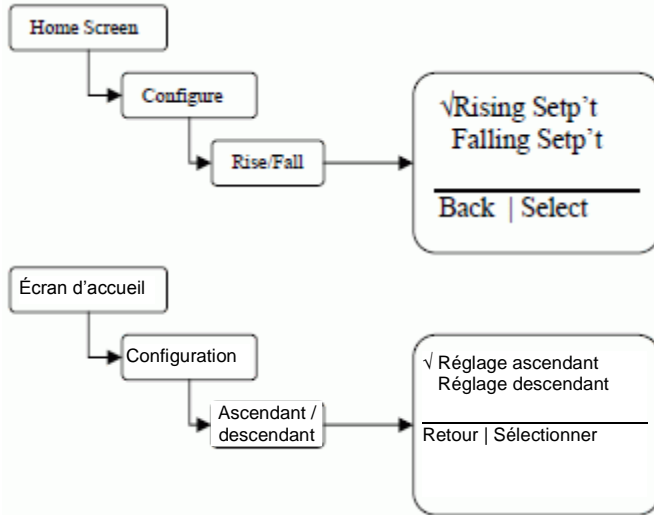 Home Screen
Configure
Rise/Fall
√Rising Setp't
Falling Setp't
Back | Select
Écran d'accueil
Configuration
Ascendant /
descendant
√ Réglage ascendant
Réglage descendant
Retour | Sélectionner